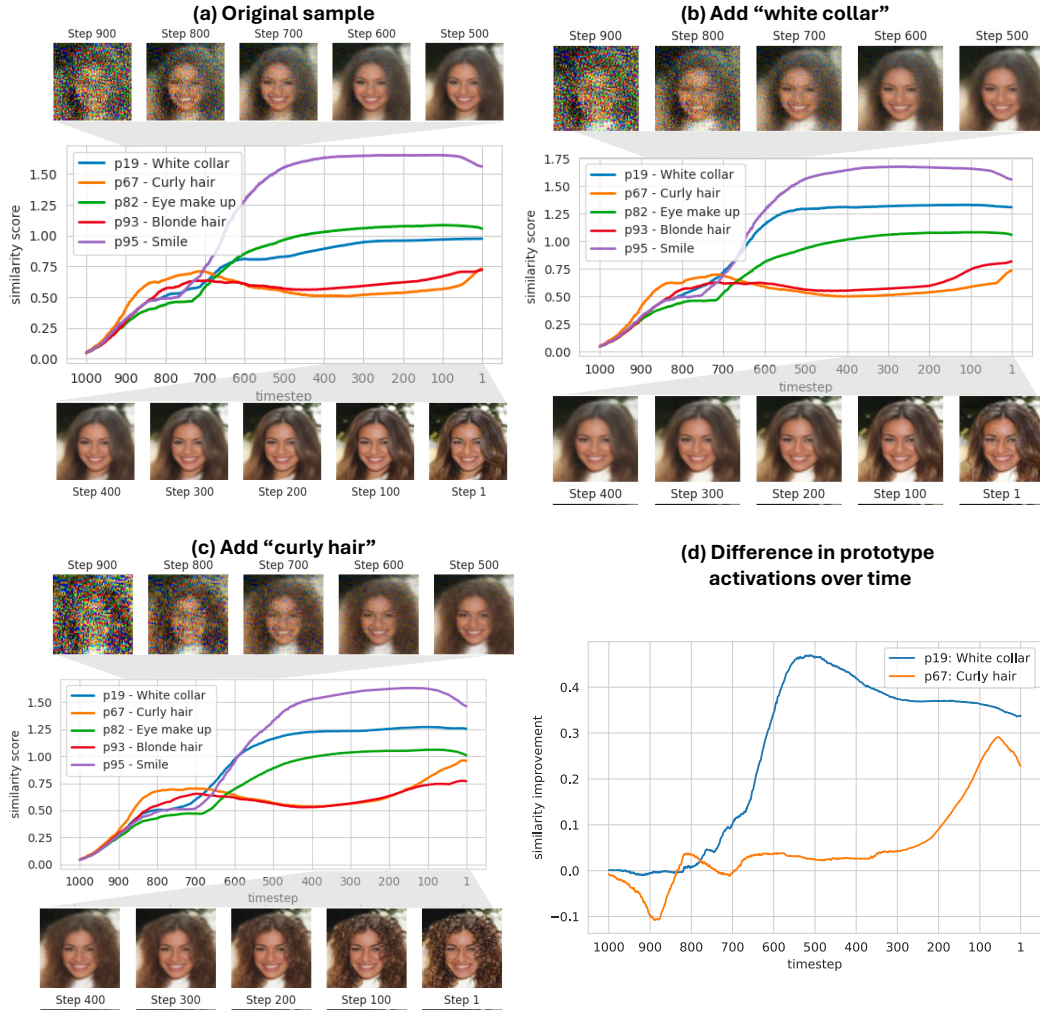 (a) Original sample
Step 900 Step 800 Step 700 Step 600 Step 500
p19 - White collar
p67 - Curly hair
p82 - Eye make up
p93 - Blonde hair
p95 - Smile
similarity score
1.50
1.25
1.00
0.75
0.50
0.25
0.00
1000 900 800 700 600 500 400 300 200 100 1
timestep
Step 400 Step 300 Step 200 Step 100 Step 1
(b) Add “white collar”
Step 900 Step 800 Step 700 Step 600 Step 500
p19 - White collar
p67 - Curly hair
p82 - Eye make up
p93 - Blonde hair
p95 - Smile
similarity score
1.75
1.50
1.25
1.00
0.75
0.50
0.25
0.00
1000 900 800 700 600 500 400 300 200 100 1
timestep
Step 400 Step 300 Step 200 Step 100 Step 1
(c) Add “curly hair”
Step 900 Step 800 Step 700 Step 600 Step 500
p19 - White collar
p67 - Curly hair
p82 - Eye make up
p93 - Blonde hair
p95 - Smile
similarity score
1.50
1.25
1.00
0.75
0.50
0.25
0.00
1000 900 800 700 600 500 400 300 200 100 1
timestep
Step 400 Step 300 Step 200 Step 100 Step 1
(d) Difference in prototype
activations over time
p19: White collar
p67: Curly hair
similarity improvement
0.4
0.3
0.2
0.1
0.0
−0.1
1000 900 800 700 600 500 400 300 200 100 1
timestep